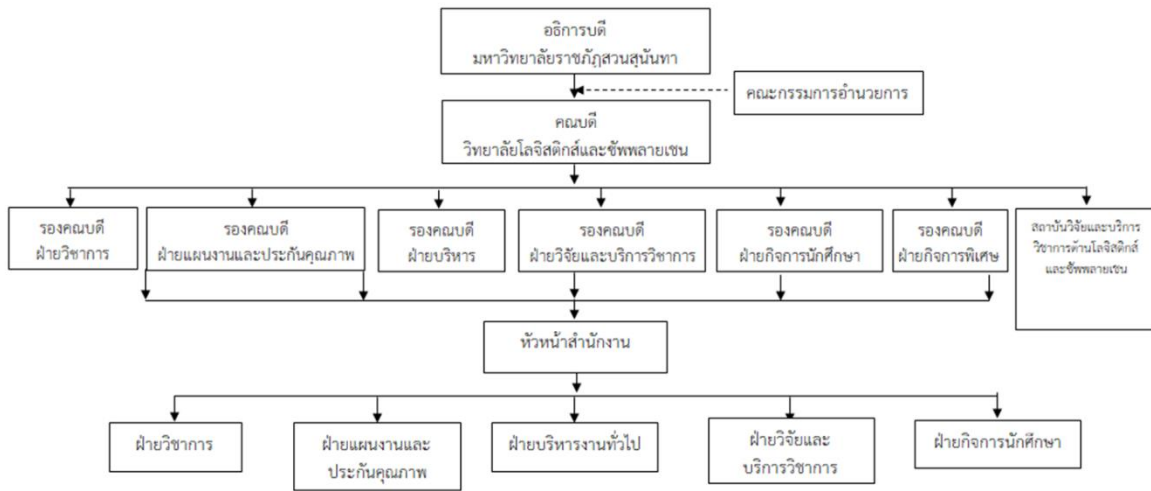 อธิการบดี
มหาวิทยาลัยราชภัฏสวนสุนันทา
คณะกรรมการอำนวยการ
คณบดี
วิทยาลัยโลจิสติกส์และซัพพลายเชน
รองคณบดี
ฝ่ายวิชาการ
รองคณบดี
ฝ่ายแผนงานและประกันคุณภาพ
รองคณบดี
ฝ่ายบริหาร
รองคณบดี
ฝ่ายวิจัยและบริการวิชาการ
รองคณบดี
ฝ่ายกิจการนักศึกษา
รองคณบดี
ฝ่ายกิจการพิเศษ
สถาบันวิจัยและบริการ
วิชาการด้านโลจิสติกส์
และซัพพลายเชน
หัวหน้าสำนักงาน
ฝ่ายวิชาการ
ฝ่ายแผนงานและ
ประกันคุณภาพ
ฝ่ายบริหารงานทั่วไป
ฝ่ายวิจัยและ
บริการวิชาการ
ฝ่ายกิจการนักศึกษา